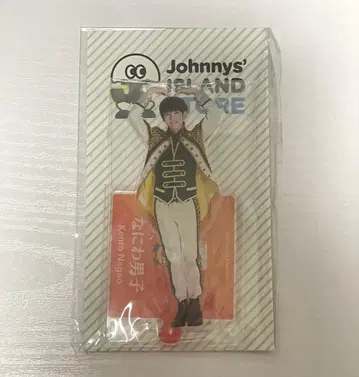 Johnnys'
ISLAND
STORE
なにわ男子
Kento Nagao